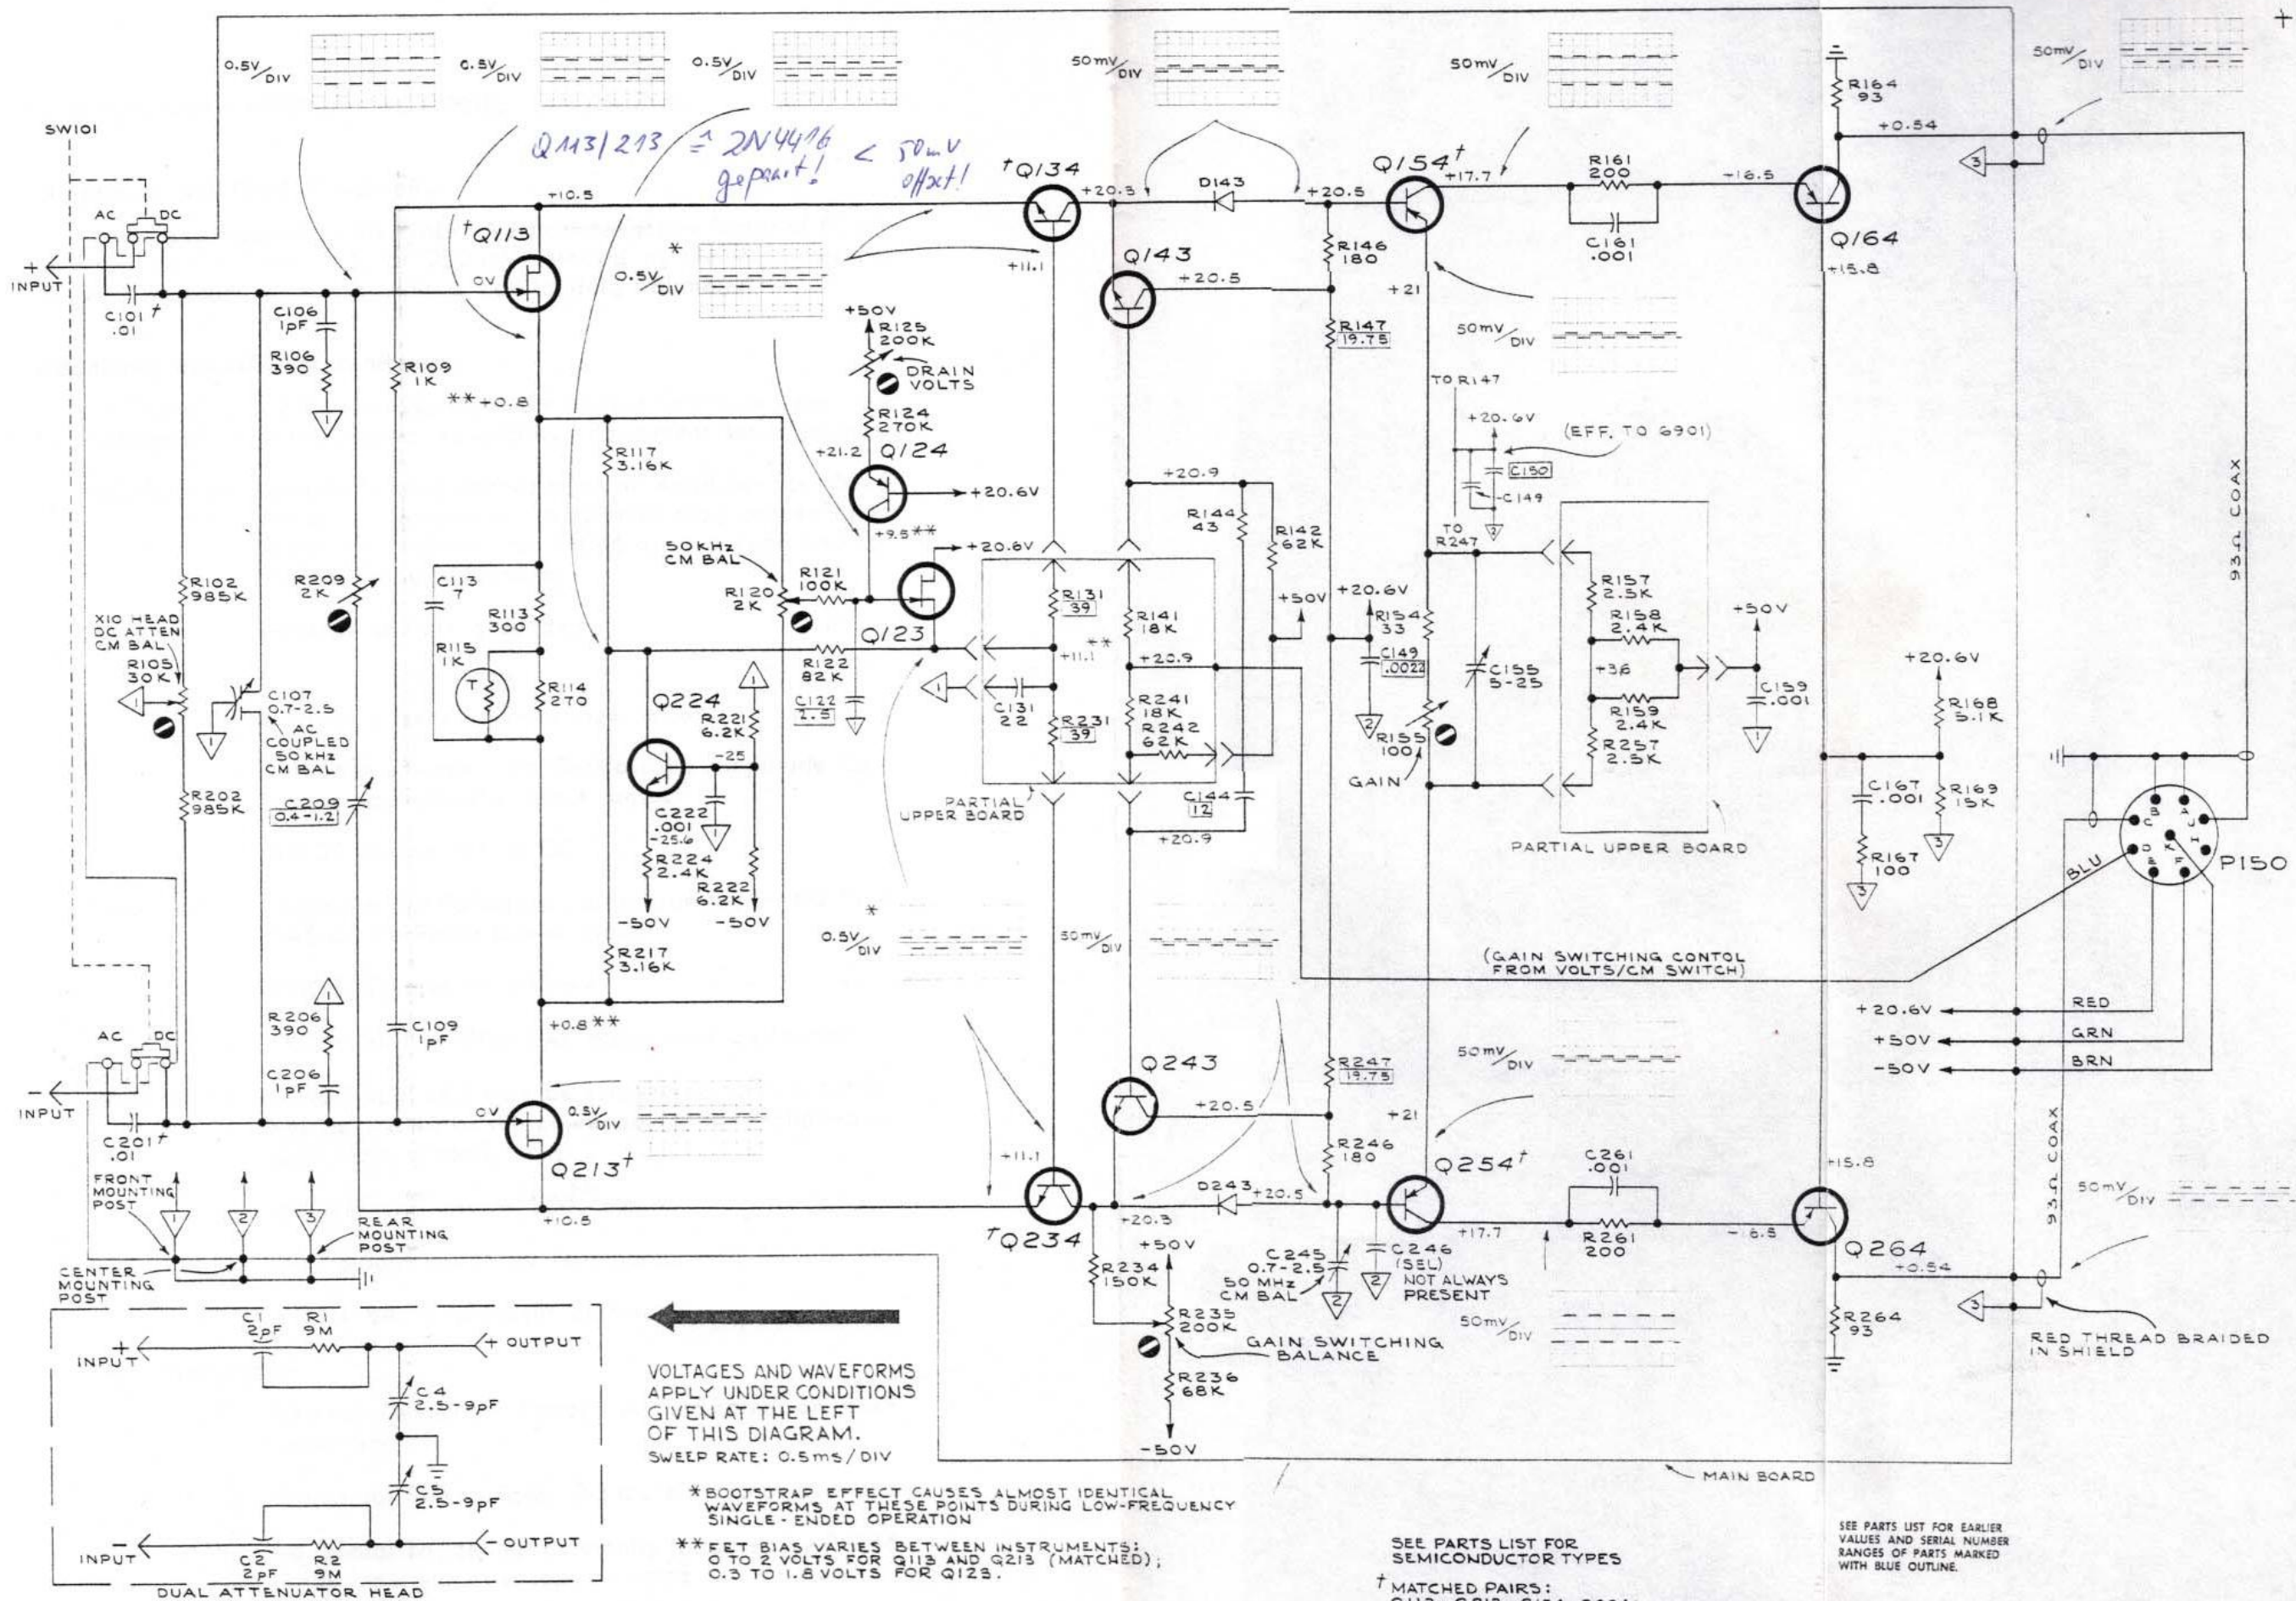 0.5V/DIV
0.5V/DIV
0.5V/DIV
50mV/DIV
50mV/DIV
50mV/DIV
+
SW101
Q113/213 ≙ 2N4416 < 50mV
gepaart! offset!
R164
93
+0.54
3
†Q134
+20.3
D143
+20.5
Q154†
+17.7
R161
200
C161
.001
-16.5
Q164
+15.8
AC
DC
+
INPUT
C101†
.01
+10.5
†Q113
0V
*
0.5V/DIV
+11.1
Q143
+20.5
R146
180
R147
19.75
+21
50mV/DIV
C106
1pF
R106
390
1
R109
1K
**+0.8
+50V
R125
200K
DRAIN
VOLTS
R124
270K
+21.2
Q124
+20.6V
+9.5**
R117
3.16K
TO R147
+20.6V
(EFF. TO G901)
C150
C149
2
TO
R247
+20.9
R144
43
R142
62K
+50V
50KHZ
CM BAL
R120
2K
R121
100K
+20.6V
Q123
R122
82K
C122
2.5
1
R131
39
+11.1**
1
C131
22
R231
39
R141
18K
+20.9
R241
18K
R242
62K
PARTIAL
UPPER BOARD
C144
12
+20.9
+20.6V
C149
.0022
2
R154
33
R155
100
GAIN
C155
5-25
R157
2.5K
R158
2.4K
+36
R159
2.4K
R257
2.5K
+50V
C159
.001
1
PARTIAL UPPER BOARD
+20.6V
R168
5.1K
C167
.001
R169
15K
3
R167
100
3
93Ω COAX
BLU
P150
R102
985K
X10 HEAD
DC ATTEN
CM BAL
R105
30K
1
R202
985K
C107
0.7-2.5
1
AC
COUPLED
50KHZ
CM BAL
R209
2K
C209
0.4-1.2
C113
7
R113
300
R115
1K
T
R114
270
Q224
1
R221
6.2K
-25
C222
.001
1
-25.6
R224
2.4K
-50V
R222
6.2K
-50V
R217
3.16K
*
0.5V/DIV
50mV/DIV
(GAIN SWITCHING CONTOL
FROM VOLTS/CM SWITCH)
+20.6V
RED
+50V
GRN
-50V
BRN
AC
DC
-
INPUT
C201†
.01
1
R206
390
C206
1pF
C109
1pF
+0.8**
0V
0.5V/DIV
Q213†
+10.5
Q243
+20.5
R247
19.75
R246
180
+21
50mV/DIV
+11.1
†Q234
+20.3
D243
+20.5
Q254†
+17.7
C261
.001
R261
200
-16.5
+15.8
Q264
+0.54
93Ω COAX
50mV/DIV
3
R264
93
RED THREAD BRAIDED
IN SHIELD
FRONT
MOUNTING
POST
1
2
3
REAR
MOUNTING
POST
CENTER
MOUNTING
POST
R234
150K
+50V
R235
200K
GAIN SWITCHING
BALANCE
R236
68K
-50V
C245
0.7-2.5
50 MHZ
CM BAL
2
C246
(SEL)
2
NOT ALWAYS
PRESENT
50mV/DIV
MAIN BOARD
C1
2pF
R1
9M
+
INPUT
+ OUTPUT
C4
2.5-9pF
C5
2.5-9pF
-
INPUT
C2
2pF
R2
9M
- OUTPUT
DUAL ATTENUATOR HEAD
VOLTAGES AND WAVEFORMS
APPLY UNDER CONDITIONS
GIVEN AT THE LEFT
OF THIS DIAGRAM.
SWEEP RATE: 0.5ms/DIV
* BOOTSTRAP EFFECT CAUSES ALMOST IDENTICAL
WAVEFORMS AT THESE POINTS DURING LOW-FREQUENCY
SINGLE-ENDED OPERATION
** FET BIAS VARIES BETWEEN INSTRUMENTS:
0 TO 2 VOLTS FOR Q113 AND Q213 (MATCHED);
0.3 TO 1.8 VOLTS FOR Q123.
SEE PARTS LIST FOR
SEMICONDUCTOR TYPES
† MATCHED PAIRS:
SEE PARTS LIST FOR EARLIER
VALUES AND SERIAL NUMBER
RANGES OF PARTS MARKED
WITH BLUE OUTLINE.